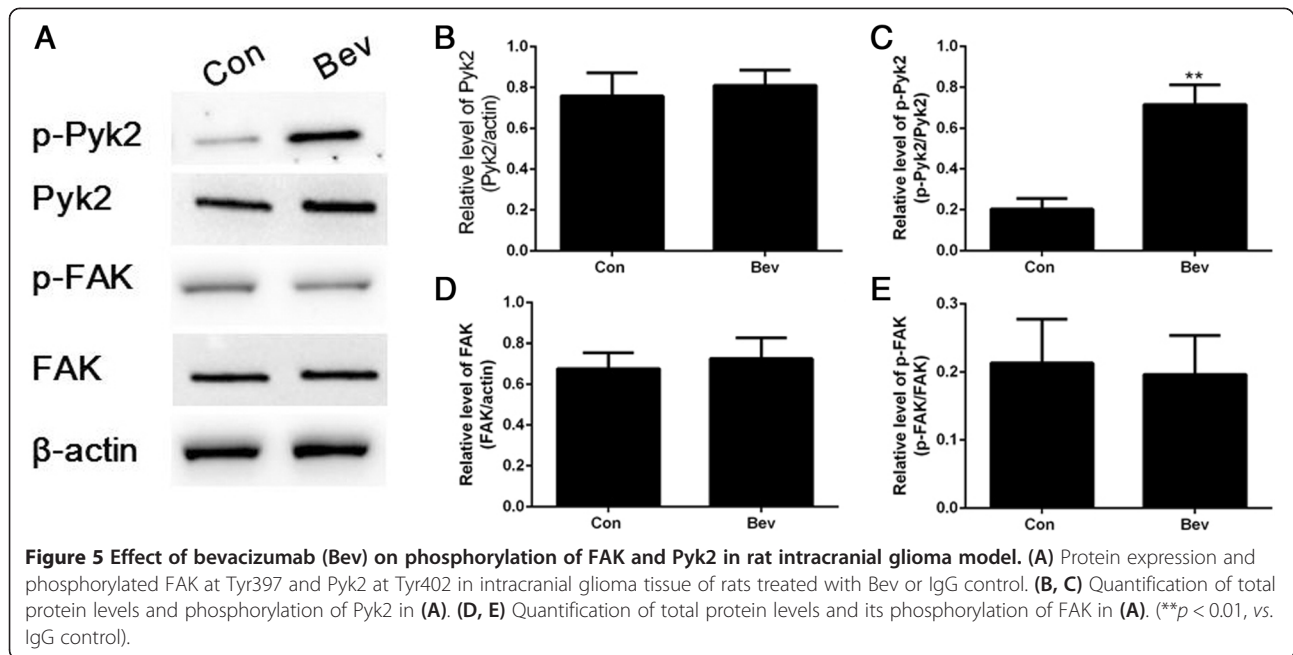 A
Con Bev
p-Pyk2
Pyk2
p-FAK
FAK
β-actin
B
Relative level of Pyk2
(Pyk2/actin)
1.0
0.8
0.6
0.4
0.2
0.0
Con Bev
C
Relative level of p-Pyk2
(p-Pyk2/Pyk2)
1.0
0.8
0.6
0.4
0.2
0.0
**
Con Bev
D
Relative level of FAK
(FAK/actin)
1.0
0.8
0.6
0.4
0.2
0.0
Con Bev
E
Relative level of p-FAK
(p-FAK/FAK)
0.3
0.2
0.1
0.0
Con Bev
Figure 5 Effect of bevacizumab (Bev) on phosphorylation of FAK and Pyk2 in rat intracranial glioma model. (A) Protein expression and
phosphorylated FAK at Tyr397 and Pyk2 at Tyr402 in intracranial glioma tissue of rats treated with Bev or IgG control. (B, C) Quantification of total
protein levels and phosphorylation of Pyk2 in (A). (D, E) Quantification of total protein levels and its phosphorylation of FAK in (A). (**p < 0.01, vs.
IgG control).